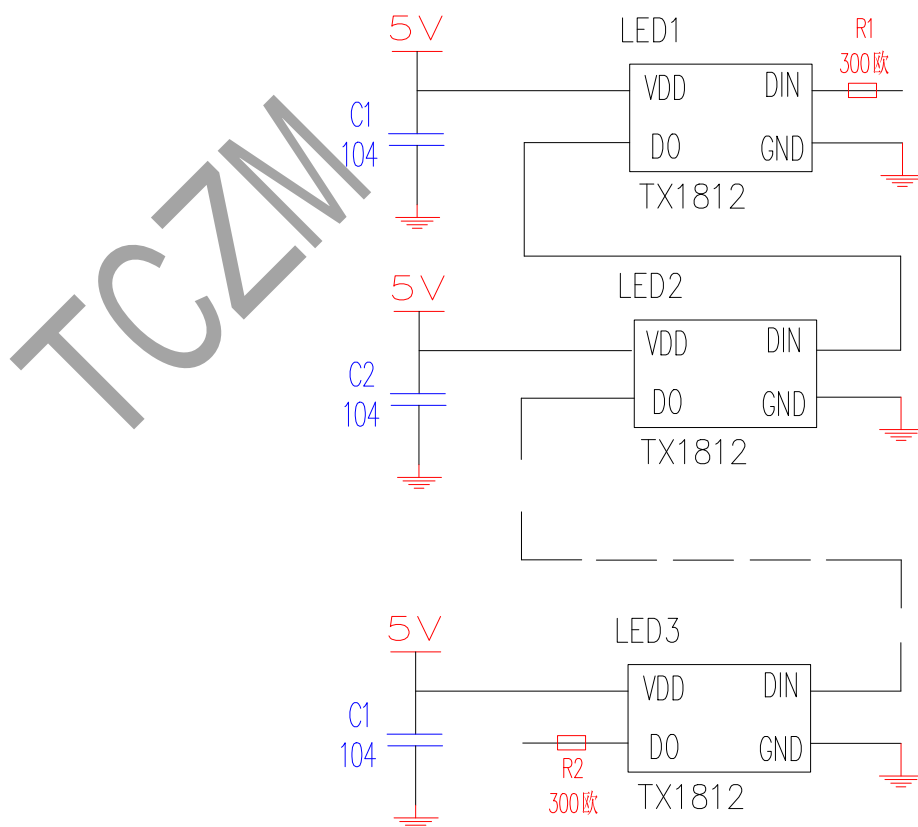 5V
LED1
R1
300欧
VDD
DIN
C1
104
DO
GND
TX1812
TCZM
5V
LED2
VDD
DIN
C2
104
DO
GND
TX1812
5V
LED3
VDD
DIN
C1
104
DO
GND
R2
300欧
TX1812